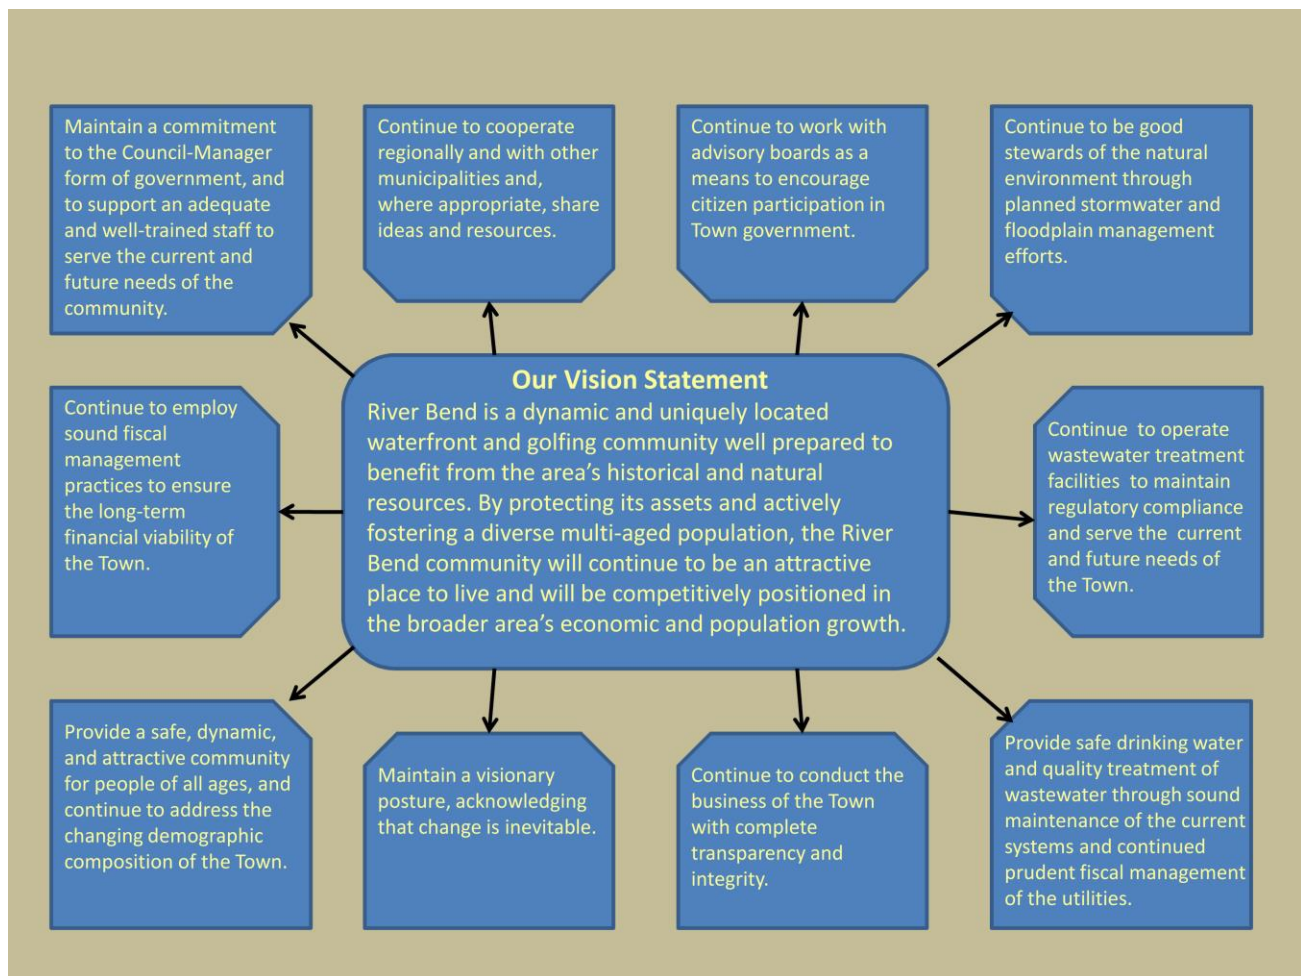 Maintain a commitment
to the Council-Manager
form of government, and
to support an adequate
and well-trained staff to
serve the current and
future needs of the
community.
Continue to cooperate
regionally and with other
municipalities and,
where appropriate, share
ideas and resources.
Continue to work with
advisory boards as a
means to encourage
citizen participation in
Town government.
Continue to be good
stewards of the natural
environment through
planned stormwater and
floodplain management
efforts.
Continue to employ
sound fiscal
management
practices to ensure
the long-term
financial viability of
the Town.
Our Vision Statement
River Bend is a dynamic and uniquely located
waterfront and golfing community well prepared to
benefit from the area’s historical and natural
resources. By protecting its assets and actively
fostering a diverse multi-aged population, the River
Bend community will continue to be an attractive
place to live and will be competitively positioned in
the broader area’s economic and population growth.
Continue  to operate
wastewater treatment
facilities  to maintain
regulatory compliance
and serve the  current
and future needs of
the Town.
Provide a safe, dynamic,
and attractive community
for people of all ages, and
continue to address the
changing demographic
composition of the Town.
Maintain a visionary
posture, acknowledging
that change is inevitable.
Continue to conduct the
business of the Town
with complete
transparency and
integrity.
Provide safe drinking water
and quality treatment of
wastewater through sound
maintenance of the current
systems and continued
prudent fiscal management
of the utilities.